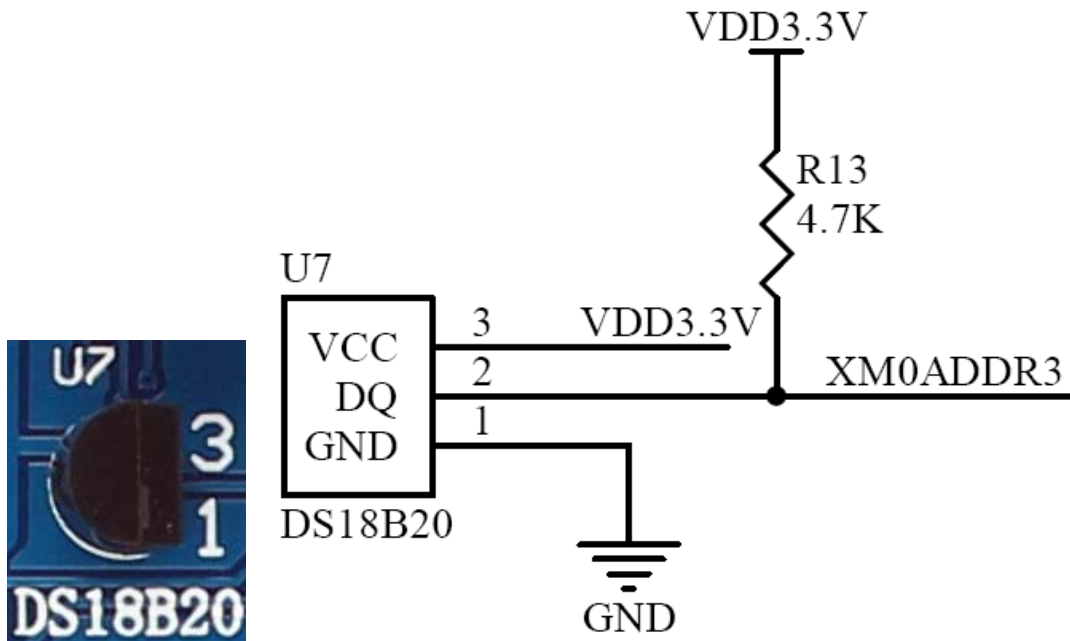 U7
3
1
DS18B20
VDD3.3V
R13
4.7K
U7
VCC
3
VDD3.3V
DQ
2
XM0ADDR3
GND
1
DS18B20
GND